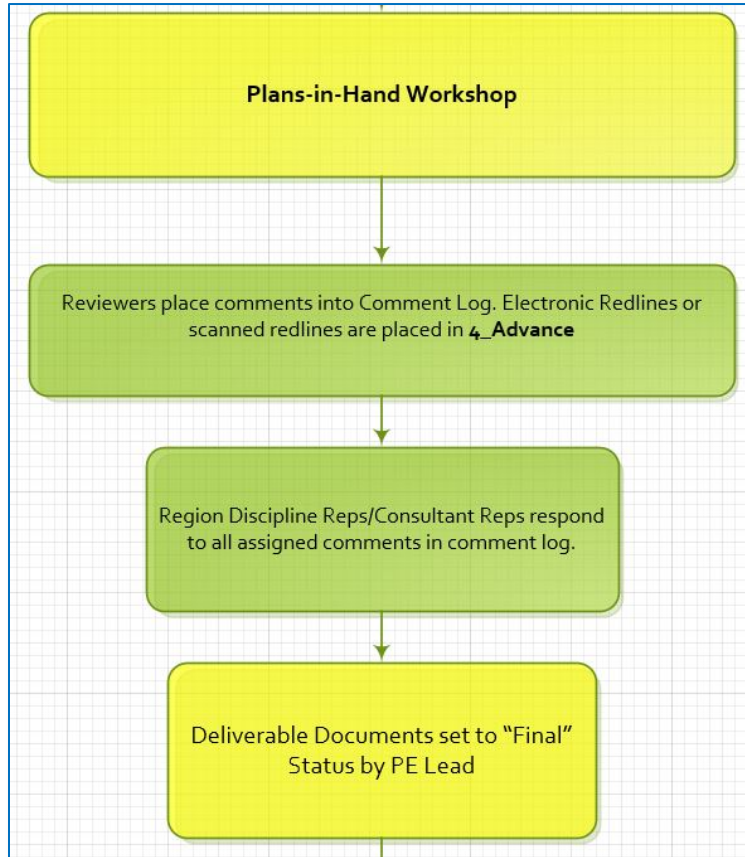 Plans-in-Hand Workshop
Reviewers place comments into Comment Log. Electronic Redlines or
scanned redlines are placed in 4_Advance
Region Discipline Reps/Consultant Reps respond
to all assigned comments in comment log.
Deliverable Documents set to “Final”
Status by PE Lead